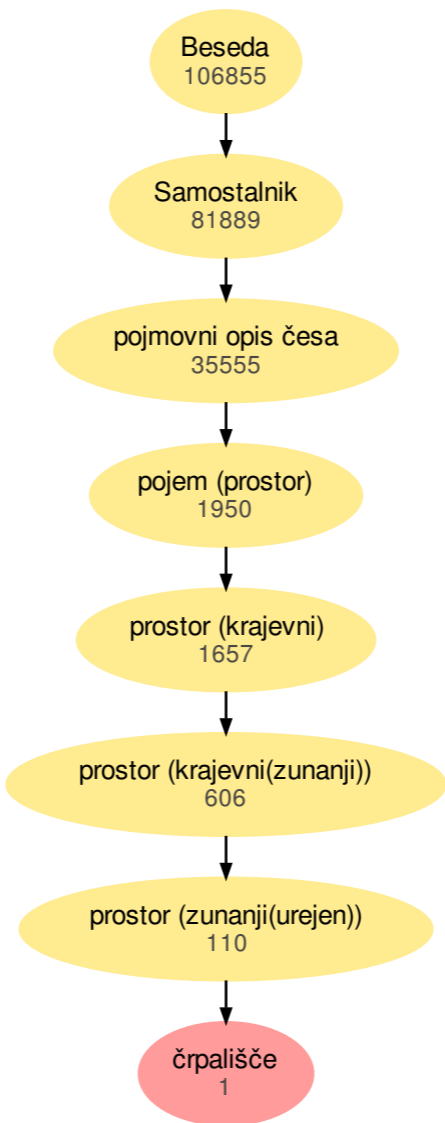 Beseda
106855
Samostalnik
81889
pojmovni opis česa
35555
pojem (prostor)
1950
prostor (krajevni)
1657
prostor (krajevni(zunanji))
606
prostor (zunanji(urejen))
110
črpališče
1